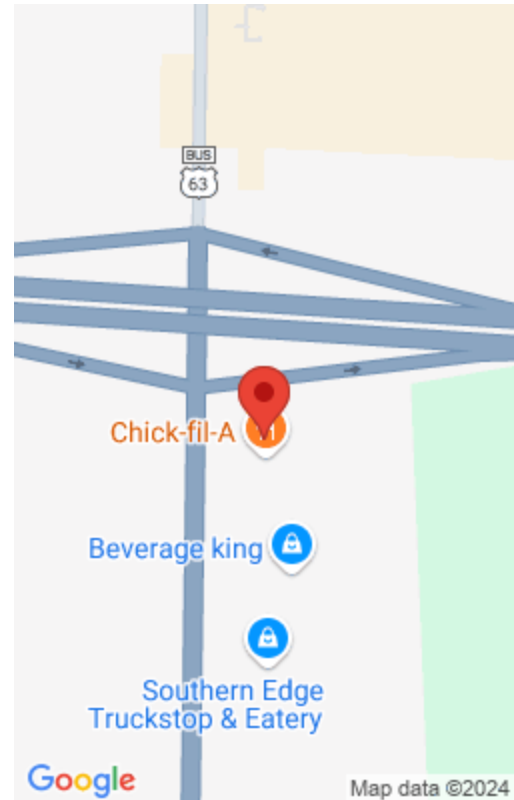 BUS
63
Chick-fil-A
Beverage king
Southern Edge
Truckstop & Eatery
Google
Map data ©2024